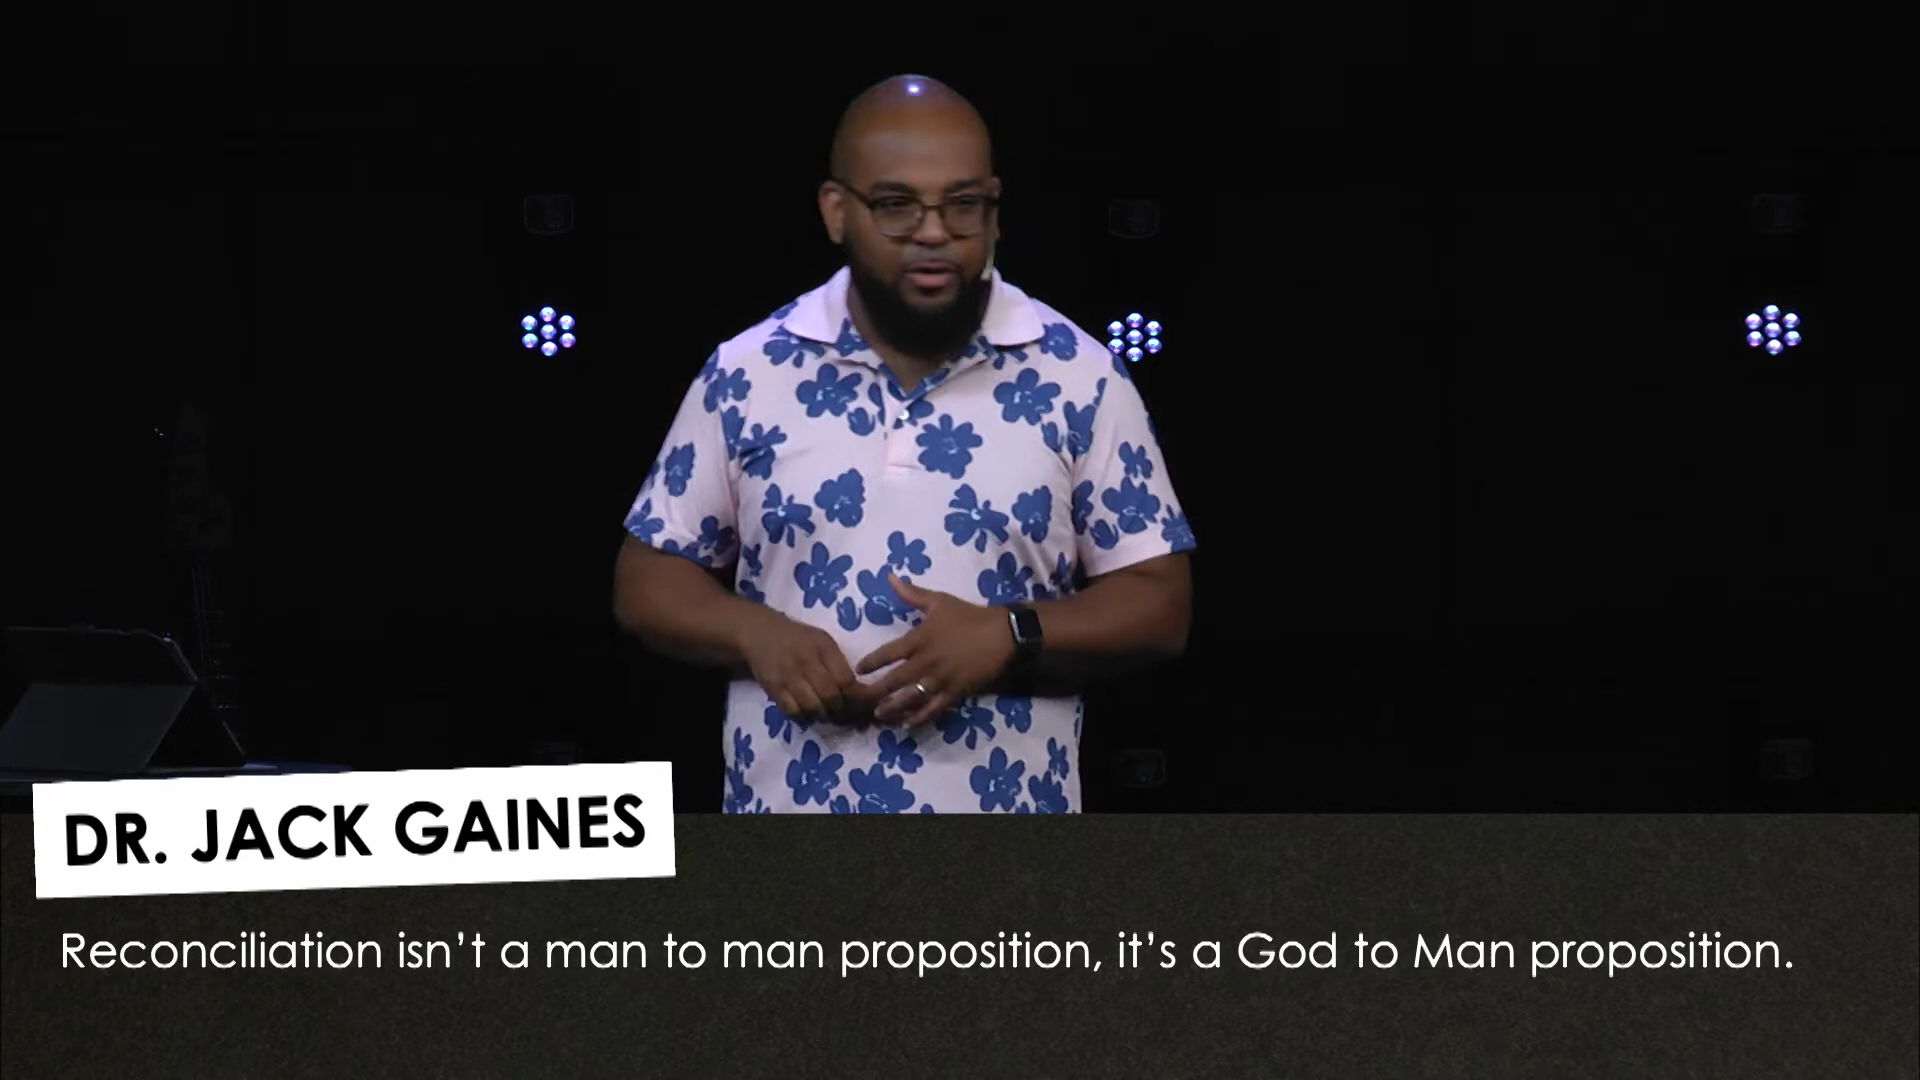 DR. JACK GAINES
Reconciliation isn’t a man to man proposition, it’s a God to Man proposition.